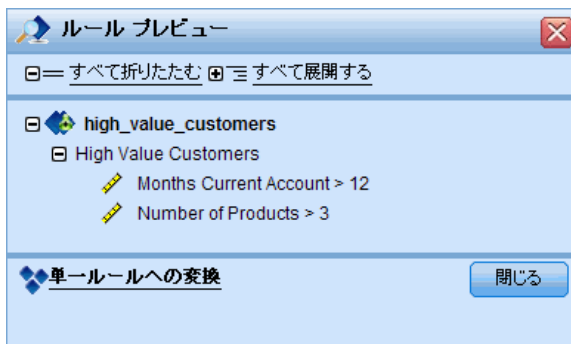 ルール プレビュー
すべて折りたたむ すべて展開する
high_value_customers
High Value Customers
Months Current Account > 12
Number of Products > 3
単一ルールへの変換 閉じる